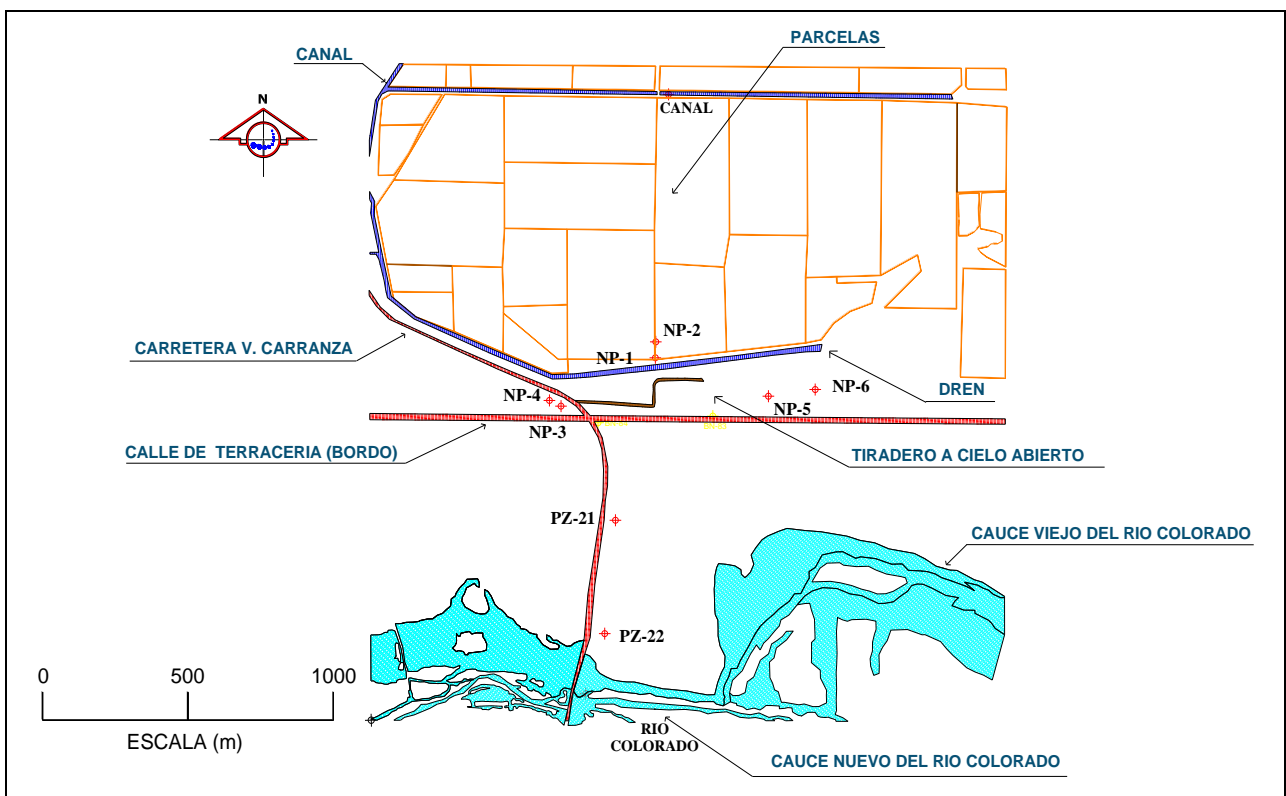 PARCELAS
CANAL
N
CANAL
NP-2
CARRETERA V. CARRANZA
NP-1
DREN
NP-6
NP-4
NP-5
NP-3
CALLE DE TERRACERIA (BORDO)
TIRADERO A CIELO ABIERTO
PZ-21
CAUCE VIEJO DEL RIO COLORADO
PZ-22
0
500
1000
ESCALA (m)
RIO
COLORADO
CAUCE NUEVO DEL RIO COLORADO